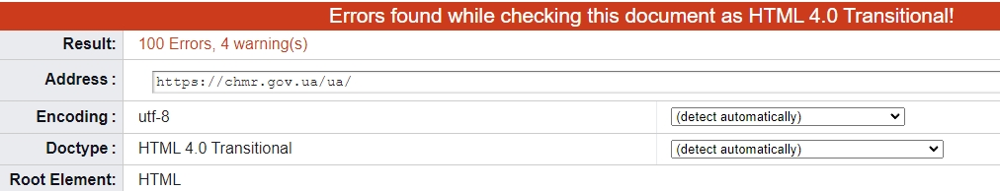 Errors found while checking this document as HTML 4.0 Transitional!
Result: 100 Errors, 4 warning(s)
Address : https://chmr.gov.ua/ua/
Encoding : utf-8 (detect automatically)
Doctype : HTML 4.0 Transitional (detect automatically)
Root Element: HTML